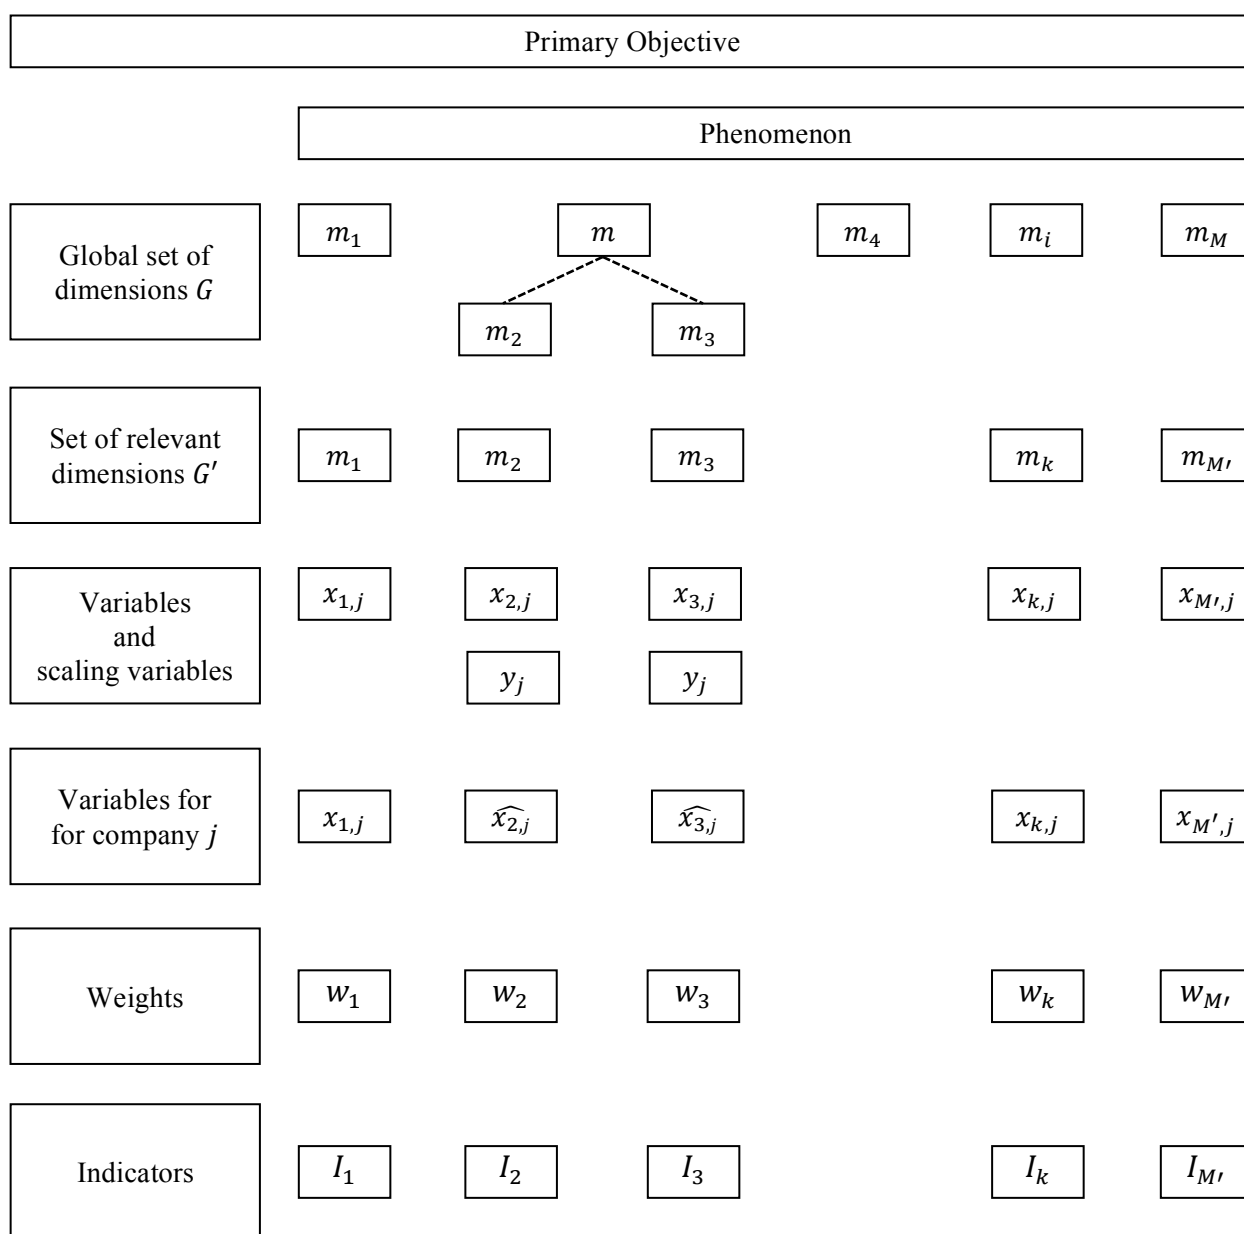 Primary Objective
Phenomenon
Global set of
dimensions G
m₁ m m₄ mᵢ m_M
m₂ m₃
Set of relevant
dimensions G′
m₁ m₂ m₃ m_k m_M′
Variables
and
scaling variables
x₁,ⱼ x₂,ⱼ x₃,ⱼ x_k,j x_M′,j
yⱼ yⱼ
Variables for
for company j
x₁,ⱼ x̂₂,ⱼ x̂₃,ⱼ x_k,j x_M′,j
Weights
w₁ w₂ w₃ w_k w_M′
Indicators
I₁ I₂ I₃ I_k I_M′